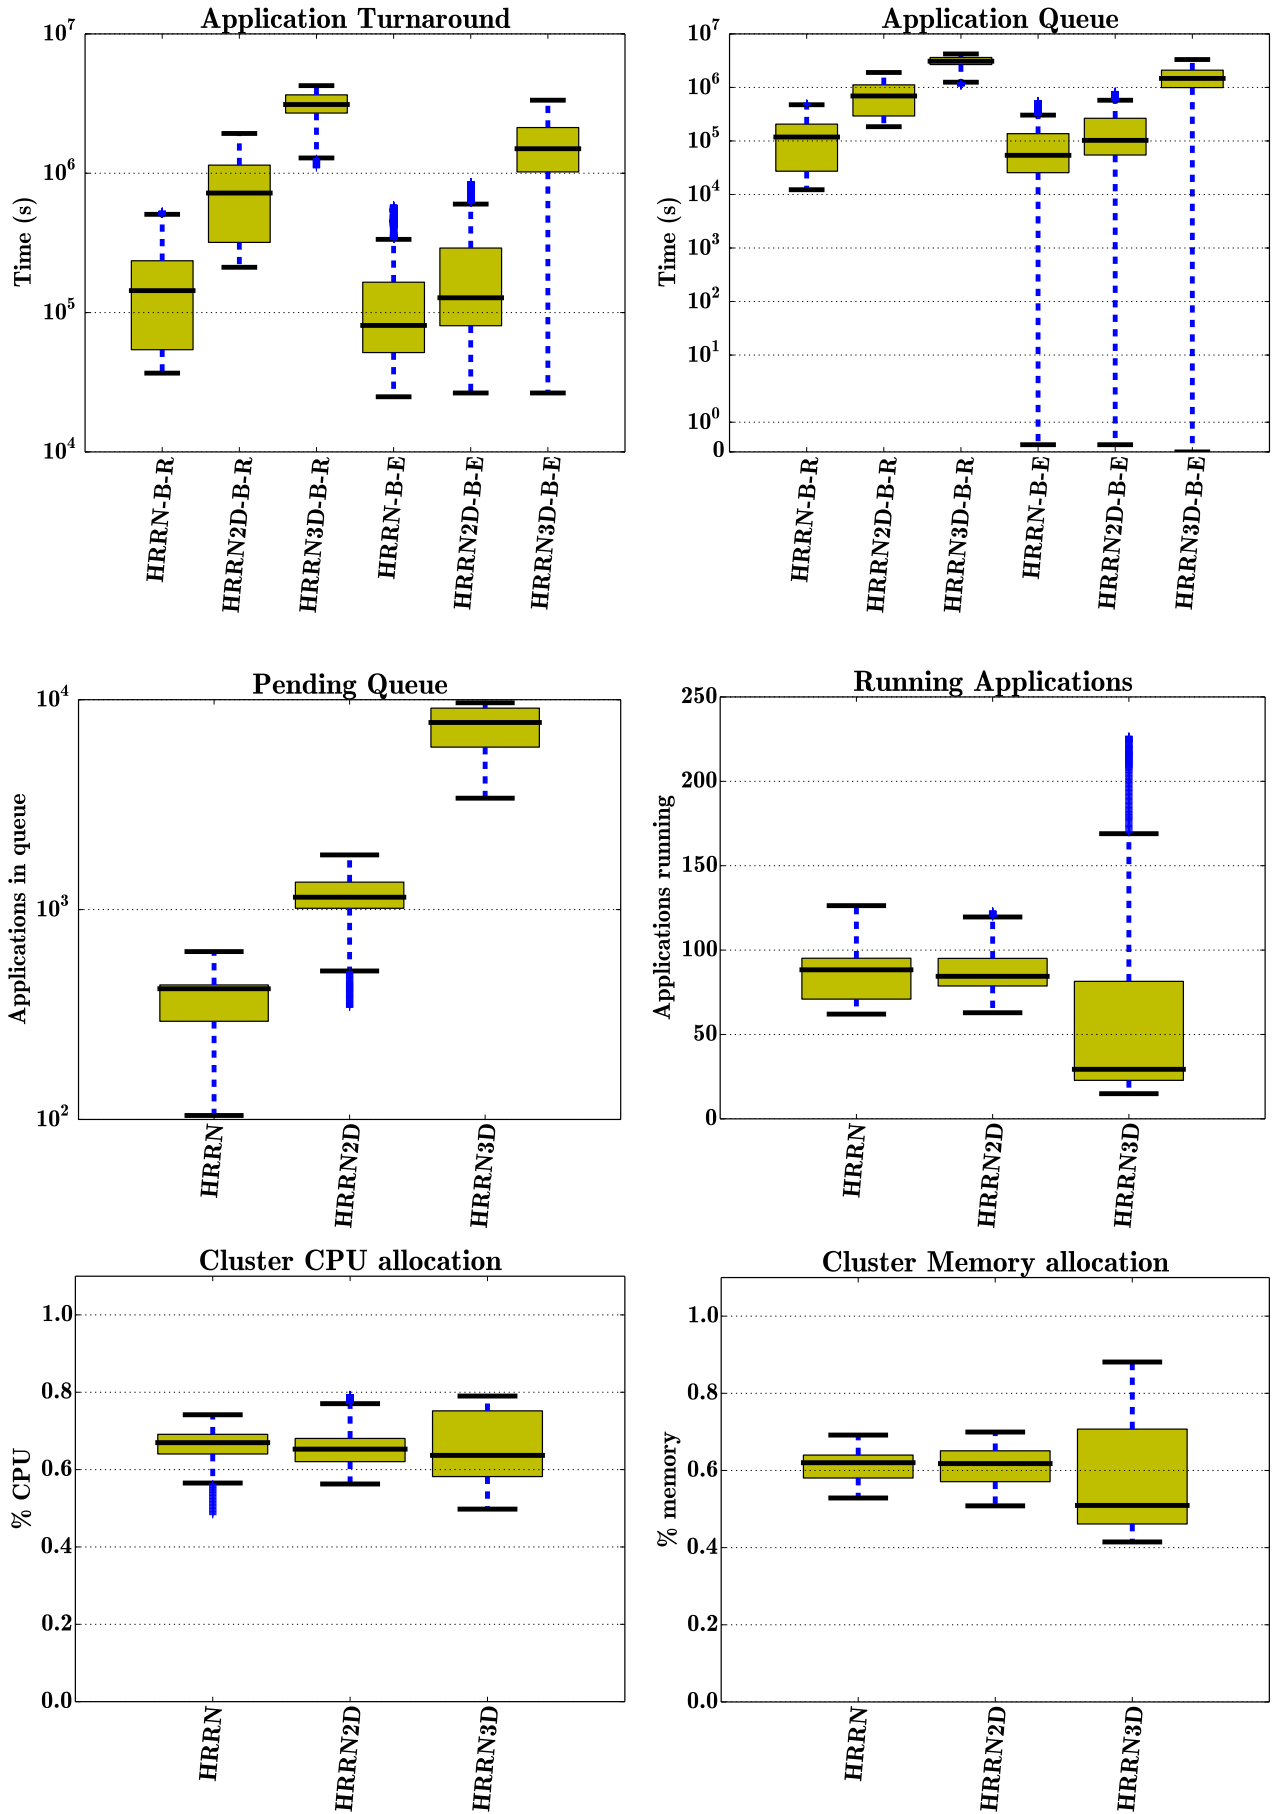 Application Turnaround
Time (s)
10^7
10^6
10^5
10^4
HRRN-B-R
HRRN2D-B-R
HRRN3D-B-R
HRRN-B-E
HRRN2D-B-E
HRRN3D-B-E
Application Queue
Time (s)
10^7
10^6
10^5
10^4
10^3
10^2
10^1
10^0
0
HRRN-B-R
HRRN2D-B-R
HRRN3D-B-R
HRRN-B-E
HRRN2D-B-E
HRRN3D-B-E
Pending Queue
Applications in queue
10^4
10^3
10^2
HRRN
HRRN2D
HRRN3D
Running Applications
Applications running
250
200
150
100
50
0
HRRN
HRRN2D
HRRN3D
Cluster CPU allocation
% CPU
1.0
0.8
0.6
0.4
0.2
0.0
HRRN
HRRN2D
HRRN3D
Cluster Memory allocation
% memory
1.0
0.8
0.6
0.4
0.2
0.0
HRRN
HRRN2D
HRRN3D